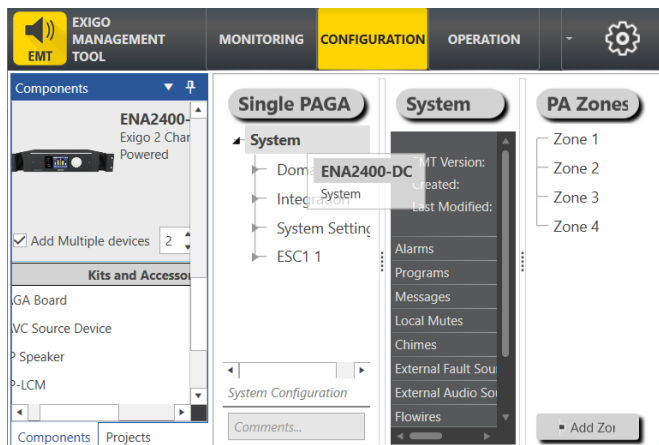 EXIGO
MANAGEMENT
TOOL
EMT
MONITORING
CONFIGURATION
OPERATION
Components
ENA2400-
Exigo 2 Char
Powered
Add Multiple devices
2
Kits and Accessor
GA Board
VC Source Device
P Speaker
P-LCM
Components
Projects
Single PAGA
System
Doma
Integration
System Setting
ESC1 1
ENA2400-DC
System
System Configuration
Comments...
System
EMT Version:
Created:
Last Modified:
Alarms
Programs
Messages
Local Mutes
Chimes
External Fault Sou
External Audio So
Flowires
PA Zones
Zone 1
Zone 2
Zone 3
Zone 4
Add Zor